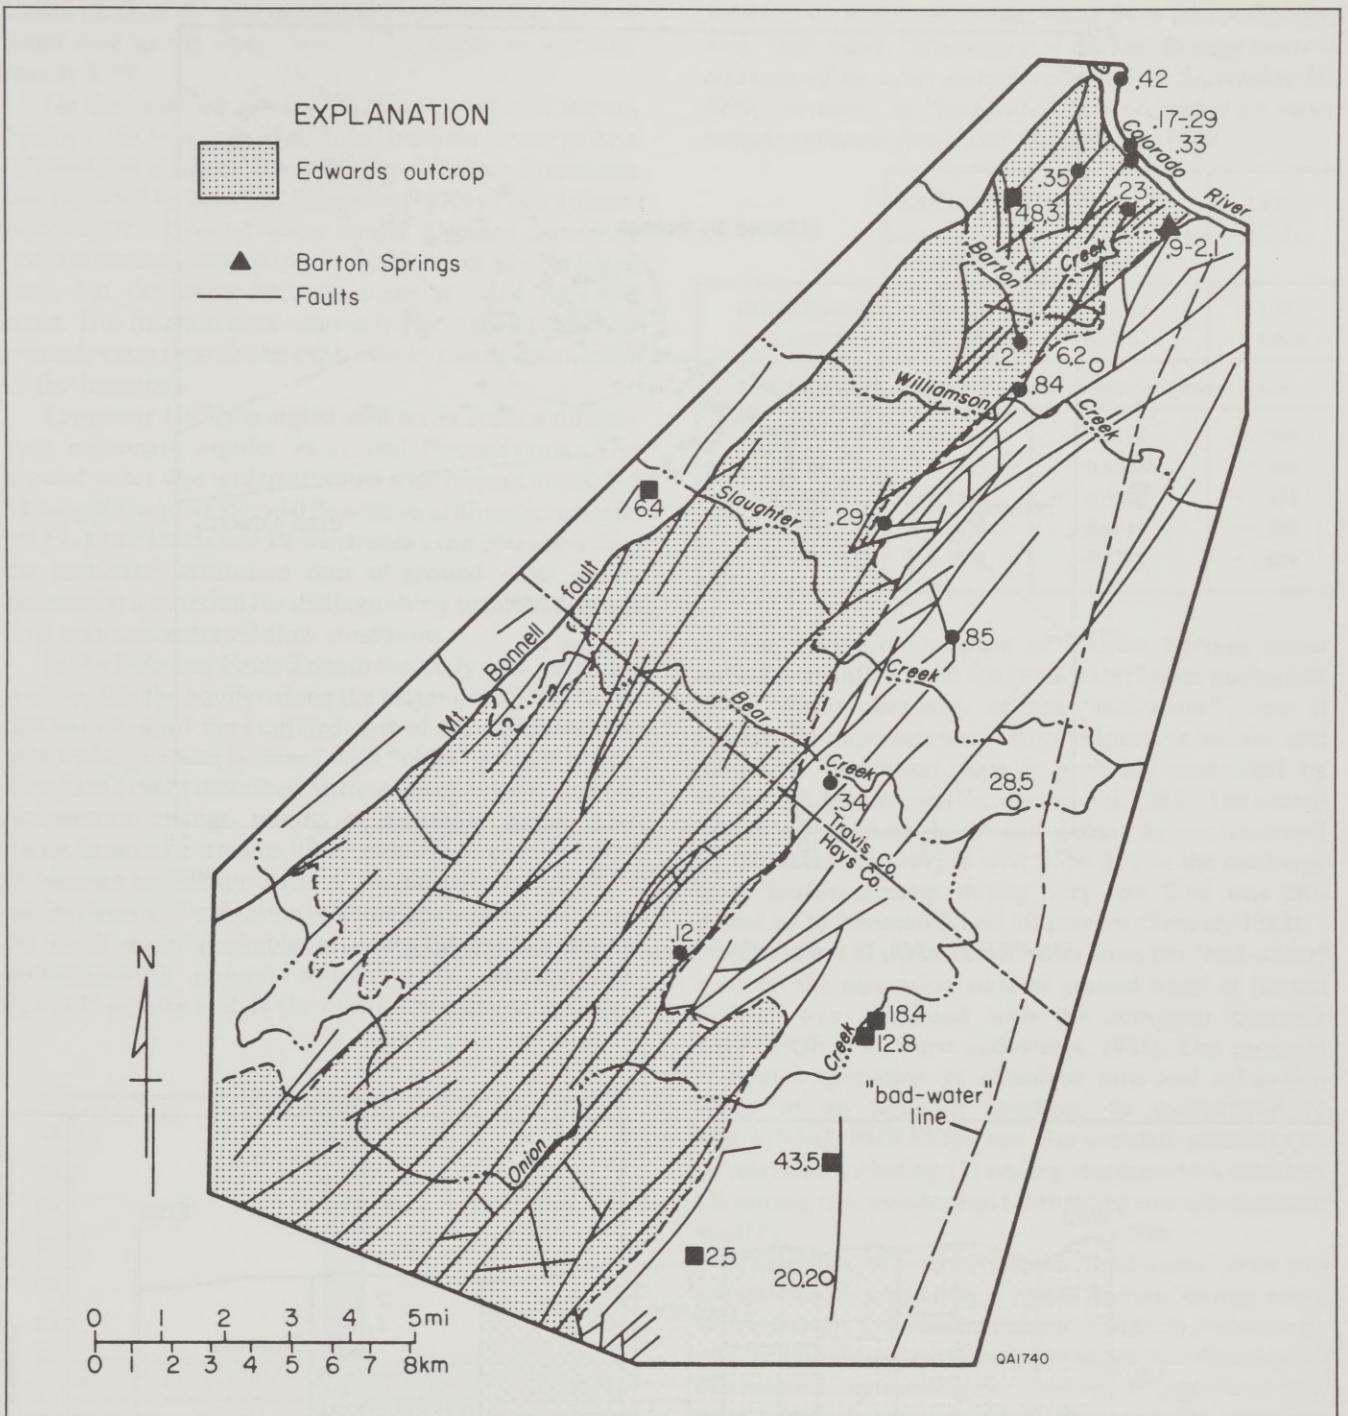 EXPLANATION
Edwards outcrop
Barton Springs
Faults
.42
.17-.29
.33
Colorado
River
.35
48.3
.23
.9-2.1
Barton
Creek
.2
6.2
.84
Williamson
Creek
6.4
Slaughter
.29
Creek
.85
Mt. Bonnell fault
Bear
Creek
.34
28.5
Travis Co.
Hays Co.
.12
N
18.4
12.8
Creek
"bad-water"
line
Onion
43.5
2.5
20.2
0 1 2 3 4 5mi
0 1 2 3 4 5 6 7 8km
QA1740